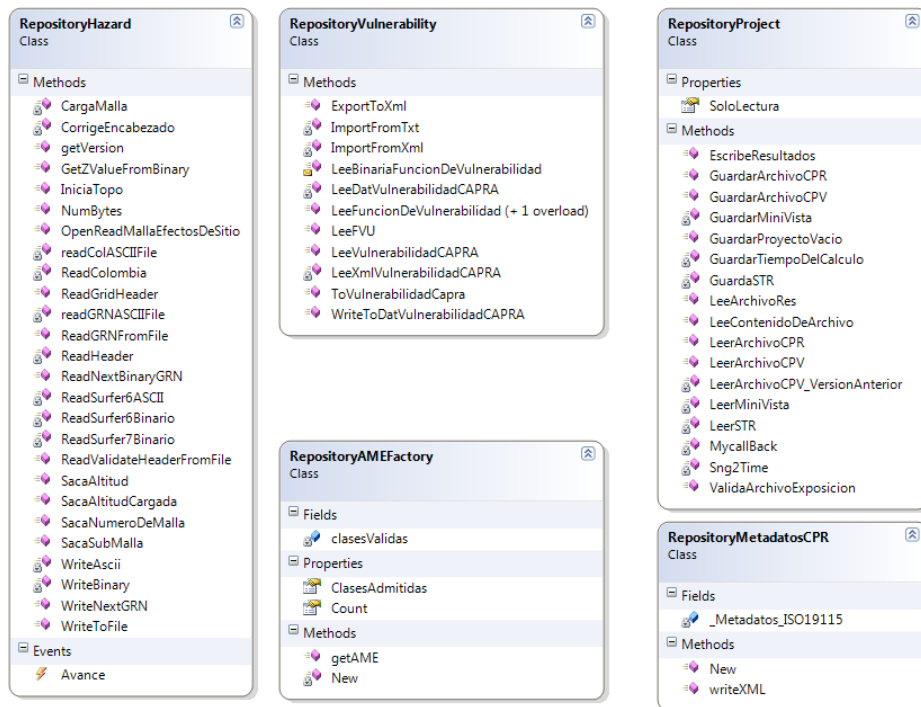 RepositoryHazard
Class
Methods
CargaMalla
CorrigeEncabezado
getVersion
GetZValueFromBinary
IniciaTopo
NumBytes
OpenReadMallaEfectosDeSitio
readColASCIIFile
ReadColombia
ReadGridHeader
readGRNASCIIFile
ReadGRNFromFile
ReadHeader
ReadNextBinaryGRN
ReadSurfer6ASCII
ReadSurfer6Binario
ReadSurfer7Binario
ReadValidateHeaderFromFile
SacaAltitud
SacaAltitudCargada
SacaNumeroDeMalla
SacaSubMalla
WriteAscii
WriteBinary
WriteNextGRN
WriteToFile
Events
Avance
RepositoryVulnerability
Class
Methods
ExportToXml
ImportFromTxt
ImportFromXml
LeeBinariaFuncionDeVulnerabilidad
LeeDatVulnerabilidadCAPRA
LeeFuncionDeVulnerabilidad (+ 1 overload)
LeeFVU
LeeVulnerabilidadCAPRA
LeeXmlVulnerabilidadCAPRA
ToVulnerabilidadCapra
WriteToDatVulnerabilidadCAPRA
RepositoryAMEFactory
Class
Fields
clasesValidas
Properties
ClasesAdmitidas
Count
Methods
getAME
New
RepositoryProject
Class
Properties
SoloLectura
Methods
EscribeResultados
GuardarArchivoCPR
GuardarArchivoCPV
GuardarMiniVista
GuardarProyectoVacio
GuardarTiempoDelCalculo
GuardaSTR
LeeArchivoRes
LeeContenidoDeArchivo
LeerArchivoCPR
LeerArchivoCPV
LeerArchivoCPV_VersionAnterior
LeerMiniVista
LeerSTR
MycallBack
Sng2Time
ValidaArchivoExposicion
RepositoryMetadatosCPR
Class
Fields
_Metadatos_ISO19115
Methods
New
writeXML